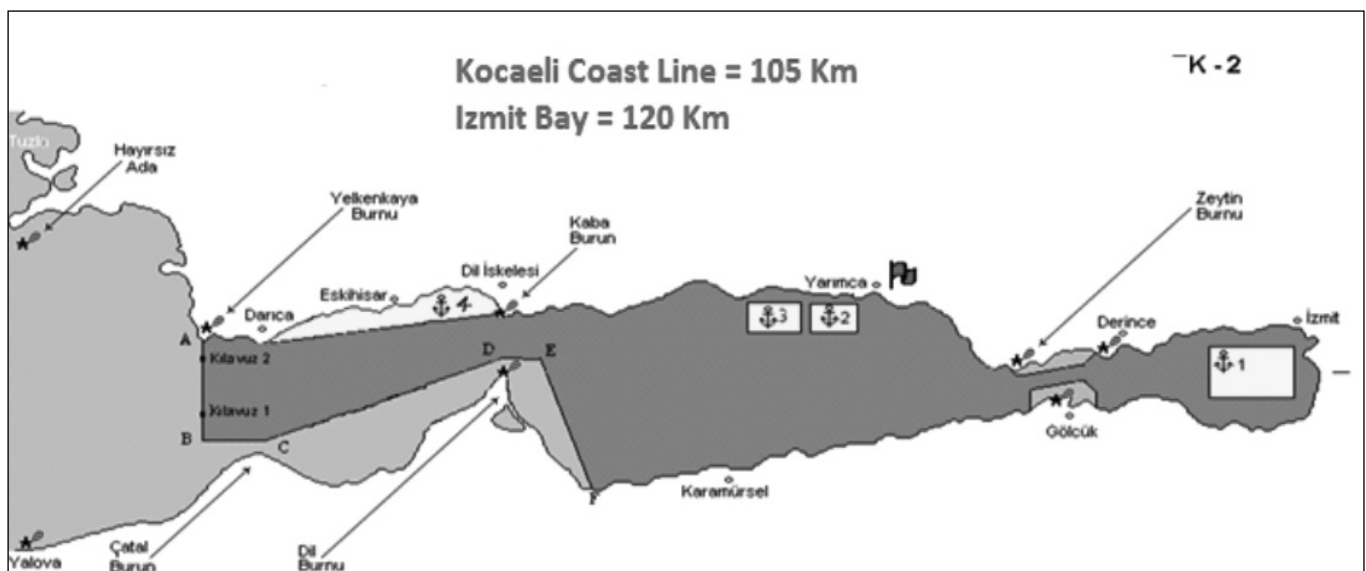 Kocaeli Coast Line = 105 Km
K - 2
Izmit Bay = 120 Km
Tuzla
Hayırsız
Ada
Yelkenkaya
Burnu
Zeytin
Burnu
Kaba
Burun
Dil İskelesi
Eskihisar
4
Yarımca
Darıca
3
2
Derince
İzmit
A
Kılavuz 2
D
E
1
Kılavuz 1
B
C
Gölcük
Karamürsel
F
Yalova
Çatal
Burun
Dil
Burnu